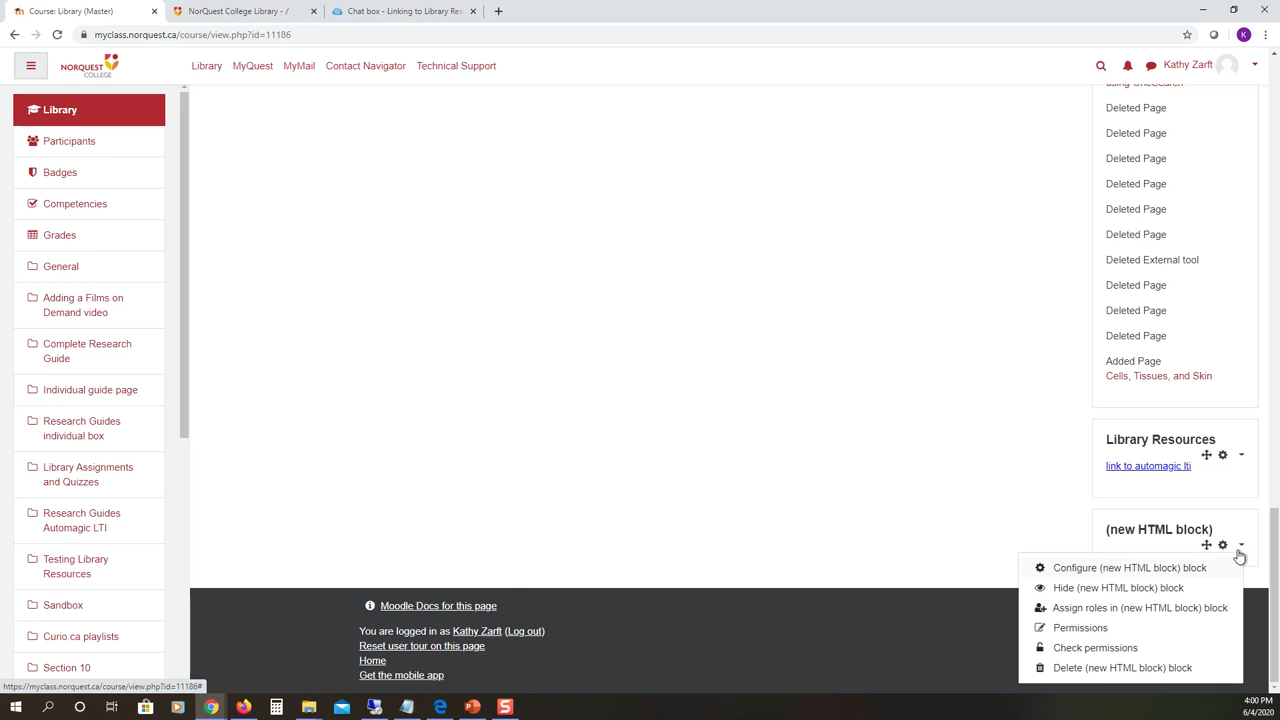 Course: Library (Master)
NorQuest College Library - /
Chat box - Linking to Library Res
myclass.norquest.ca/course/view.php?id=11186
K
NORQUEST
COLLEGE
Library
MyQuest
MyMail
Contact Navigator
Technical Support
Kathy Zarft
Library
Participants
Badges
Competencies
Grades
General
Adding a Films on
Demand video
Complete Research
Guide
Individual guide page
Research Guides
individual box
Library Assignments
and Quizzes
Research Guides
Automagic LTI
Testing Library
Resources
Sandbox
Curio.ca playlists
Section 10
https://myclass.norquest.ca/course/view.php?id=11186#
using OneSearch
Deleted Page
Deleted Page
Deleted Page
Deleted Page
Deleted Page
Deleted Page
Deleted External tool
Deleted Page
Deleted Page
Deleted Page
Added Page
Cells, Tissues, and Skin
Library Resources
link to automagic lti
(new HTML block)
Configure (new HTML block) block
Hide (new HTML block) block
Assign roles in (new HTML block) block
Permissions
Check permissions
Delete (new HTML block) block
Moodle Docs for this page
You are logged in as Kathy Zarft (Log out)
Reset user tour on this page
Home
Get the mobile app
4:00 PM
6/4/2020